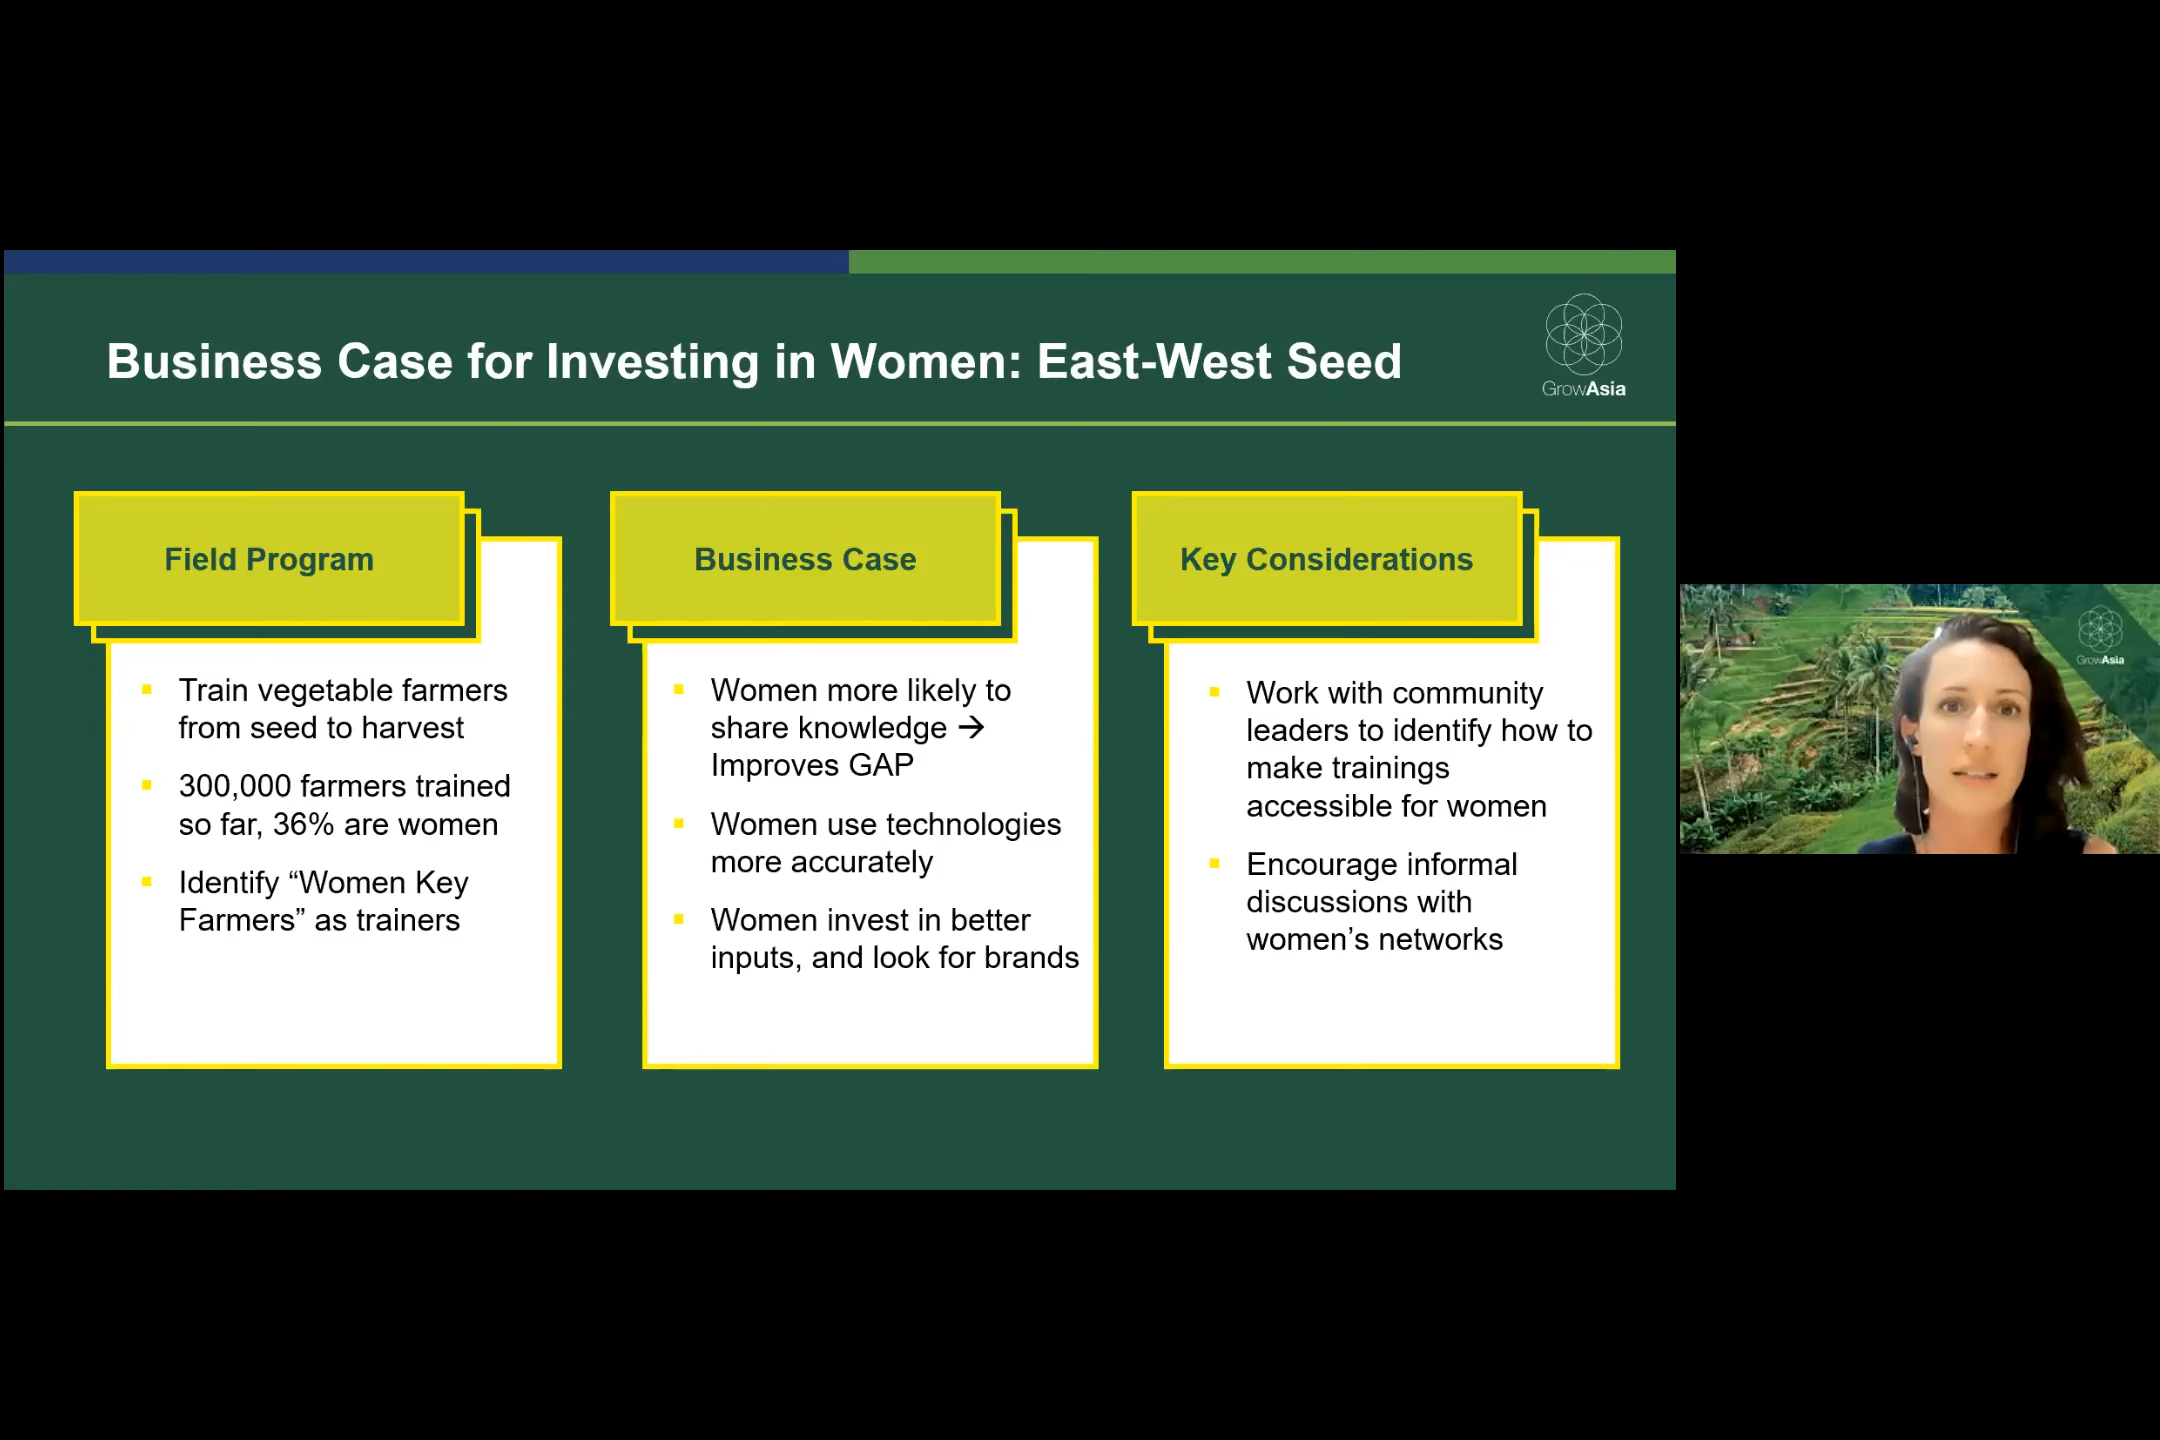 Business Case for Investing in Women: East-West Seed
GrowAsia
Field Program
Train vegetable farmers
from seed to harvest
300,000 farmers trained
so far, 36% are women
Identify “Women Key
Farmers” as trainers
Business Case
Women more likely to
share knowledge →
Improves GAP
Women use technologies
more accurately
Women invest in better
inputs, and look for brands
Key Considerations
Work with community
leaders to identify how to
make trainings
accessible for women
Encourage informal
discussions with
women’s networks
GrowAsia